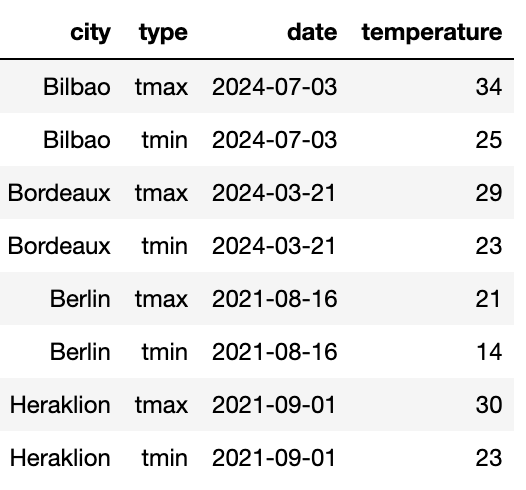 city type date temperature
Bilbao tmax 2024-07-03 34
Bilbao tmin 2024-07-03 25
Bordeaux tmax 2024-03-21 29
Bordeaux tmin 2024-03-21 23
Berlin tmax 2021-08-16 21
Berlin tmin 2021-08-16 14
Heraklion tmax 2021-09-01 30
Heraklion tmin 2021-09-01 23